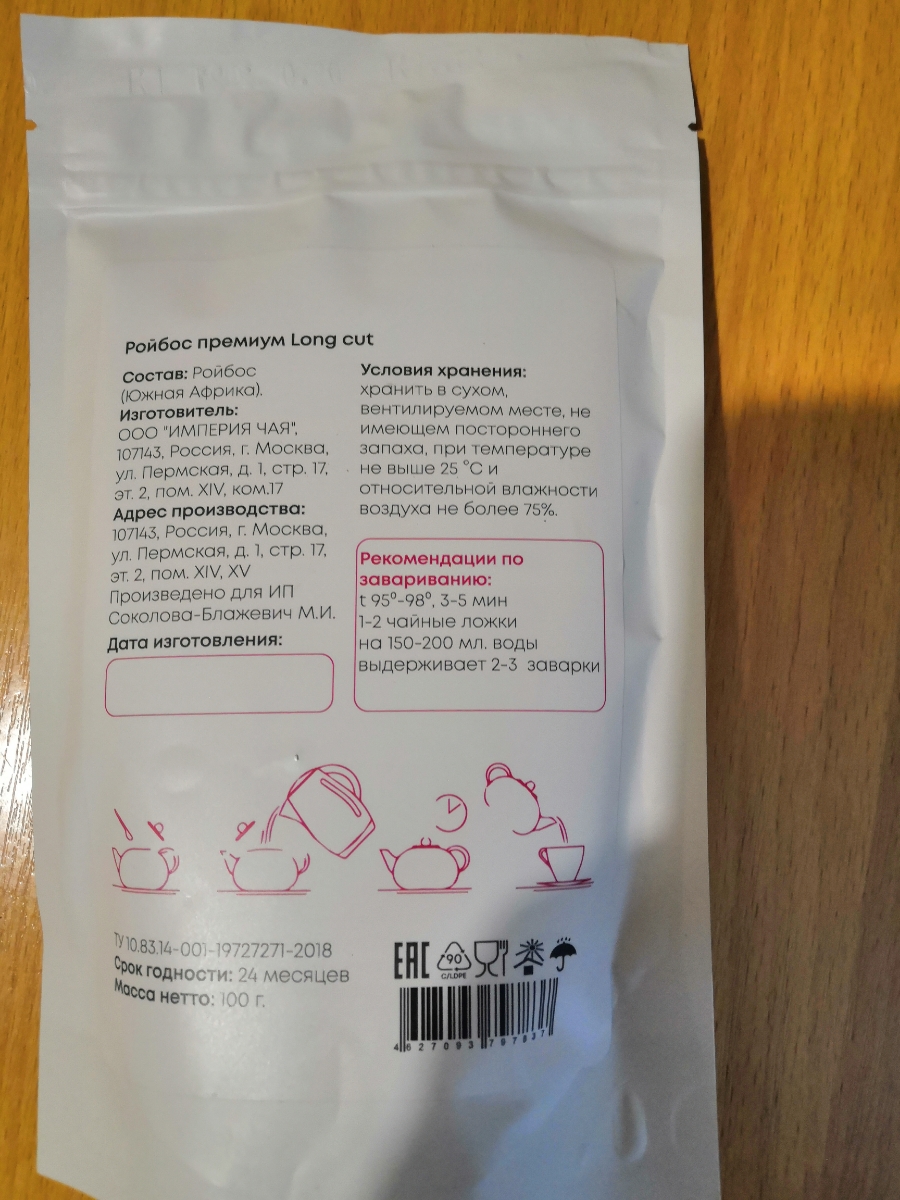 Ройбос премиум Long cut
Состав: Ройбос
(Южная Африка).
Изготовитель:
ООО "ИМПЕРИЯ ЧАЯ",
107143, Россия, г. Москва,
ул. Пермская, д. 1, стр. 17,
эт. 2, пом. XIV, ком.17
Адрес производства:
107143, Россия, г. Москва,
ул. Пермская, д. 1, стр. 17,
эт. 2, пом. XIV, XV
Произведено для ИП
Соколова-Блажевич М.И.
Дата изготовления:
Условия хранения:
хранить в сухом,
вентилируемом месте, не
имеющем постороннего
запаха, при температуре
не выше 25 °C и
относительной влажности
воздуха не более 75%.
Рекомендации по
завариванию:
t 95⁰-98⁰, 3-5 мин
1-2 чайные ложки
на 150-200 мл. воды
выдерживает 2-3 заварки
ТУ 10.83.14-001-19727271-2018
Срок годности: 24 месяцев
Масса нетто: 100 г.
EAC
90
C/LDPE
4 627093 797837